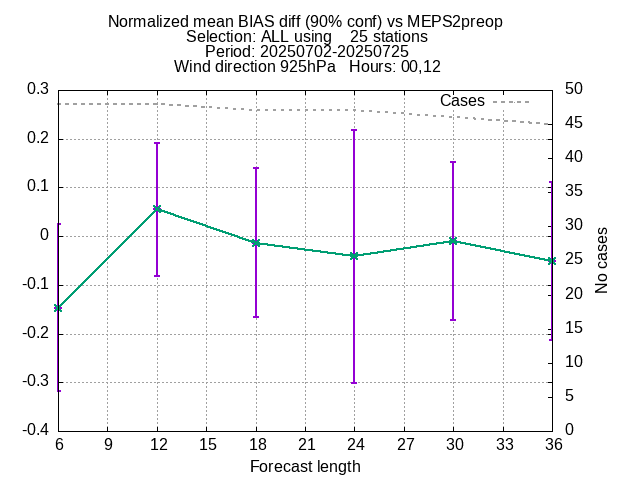 Normalized mean BIAS diff (90% conf) vs MEPS2preop
Selection: ALL using    25 stations
Period: 20250702-20250725
Wind direction 925hPa   Hours: 00,12
Cases
0.3
0.2
0.1
0
-0.1
-0.2
-0.3
-0.4
50
45
40
35
30
25
20
15
10
5
0
No cases
6 9 12 15 18 21 24 27 30 33 36
Forecast length